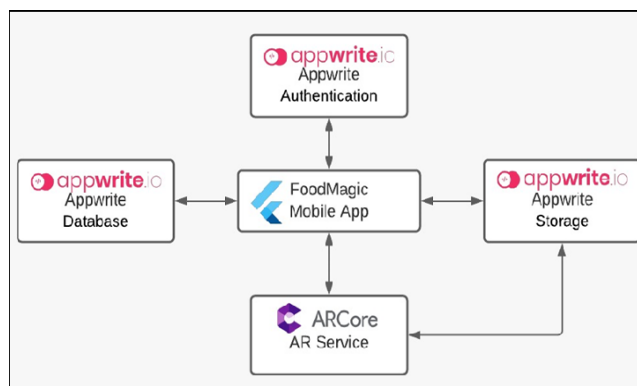 appwrite.io
Appwrite
Authentication
appwrite.io
Appwrite
Database
FoodMagic
Mobile App
appwrite.io
Appwrite
Storage
ARCore
AR Service